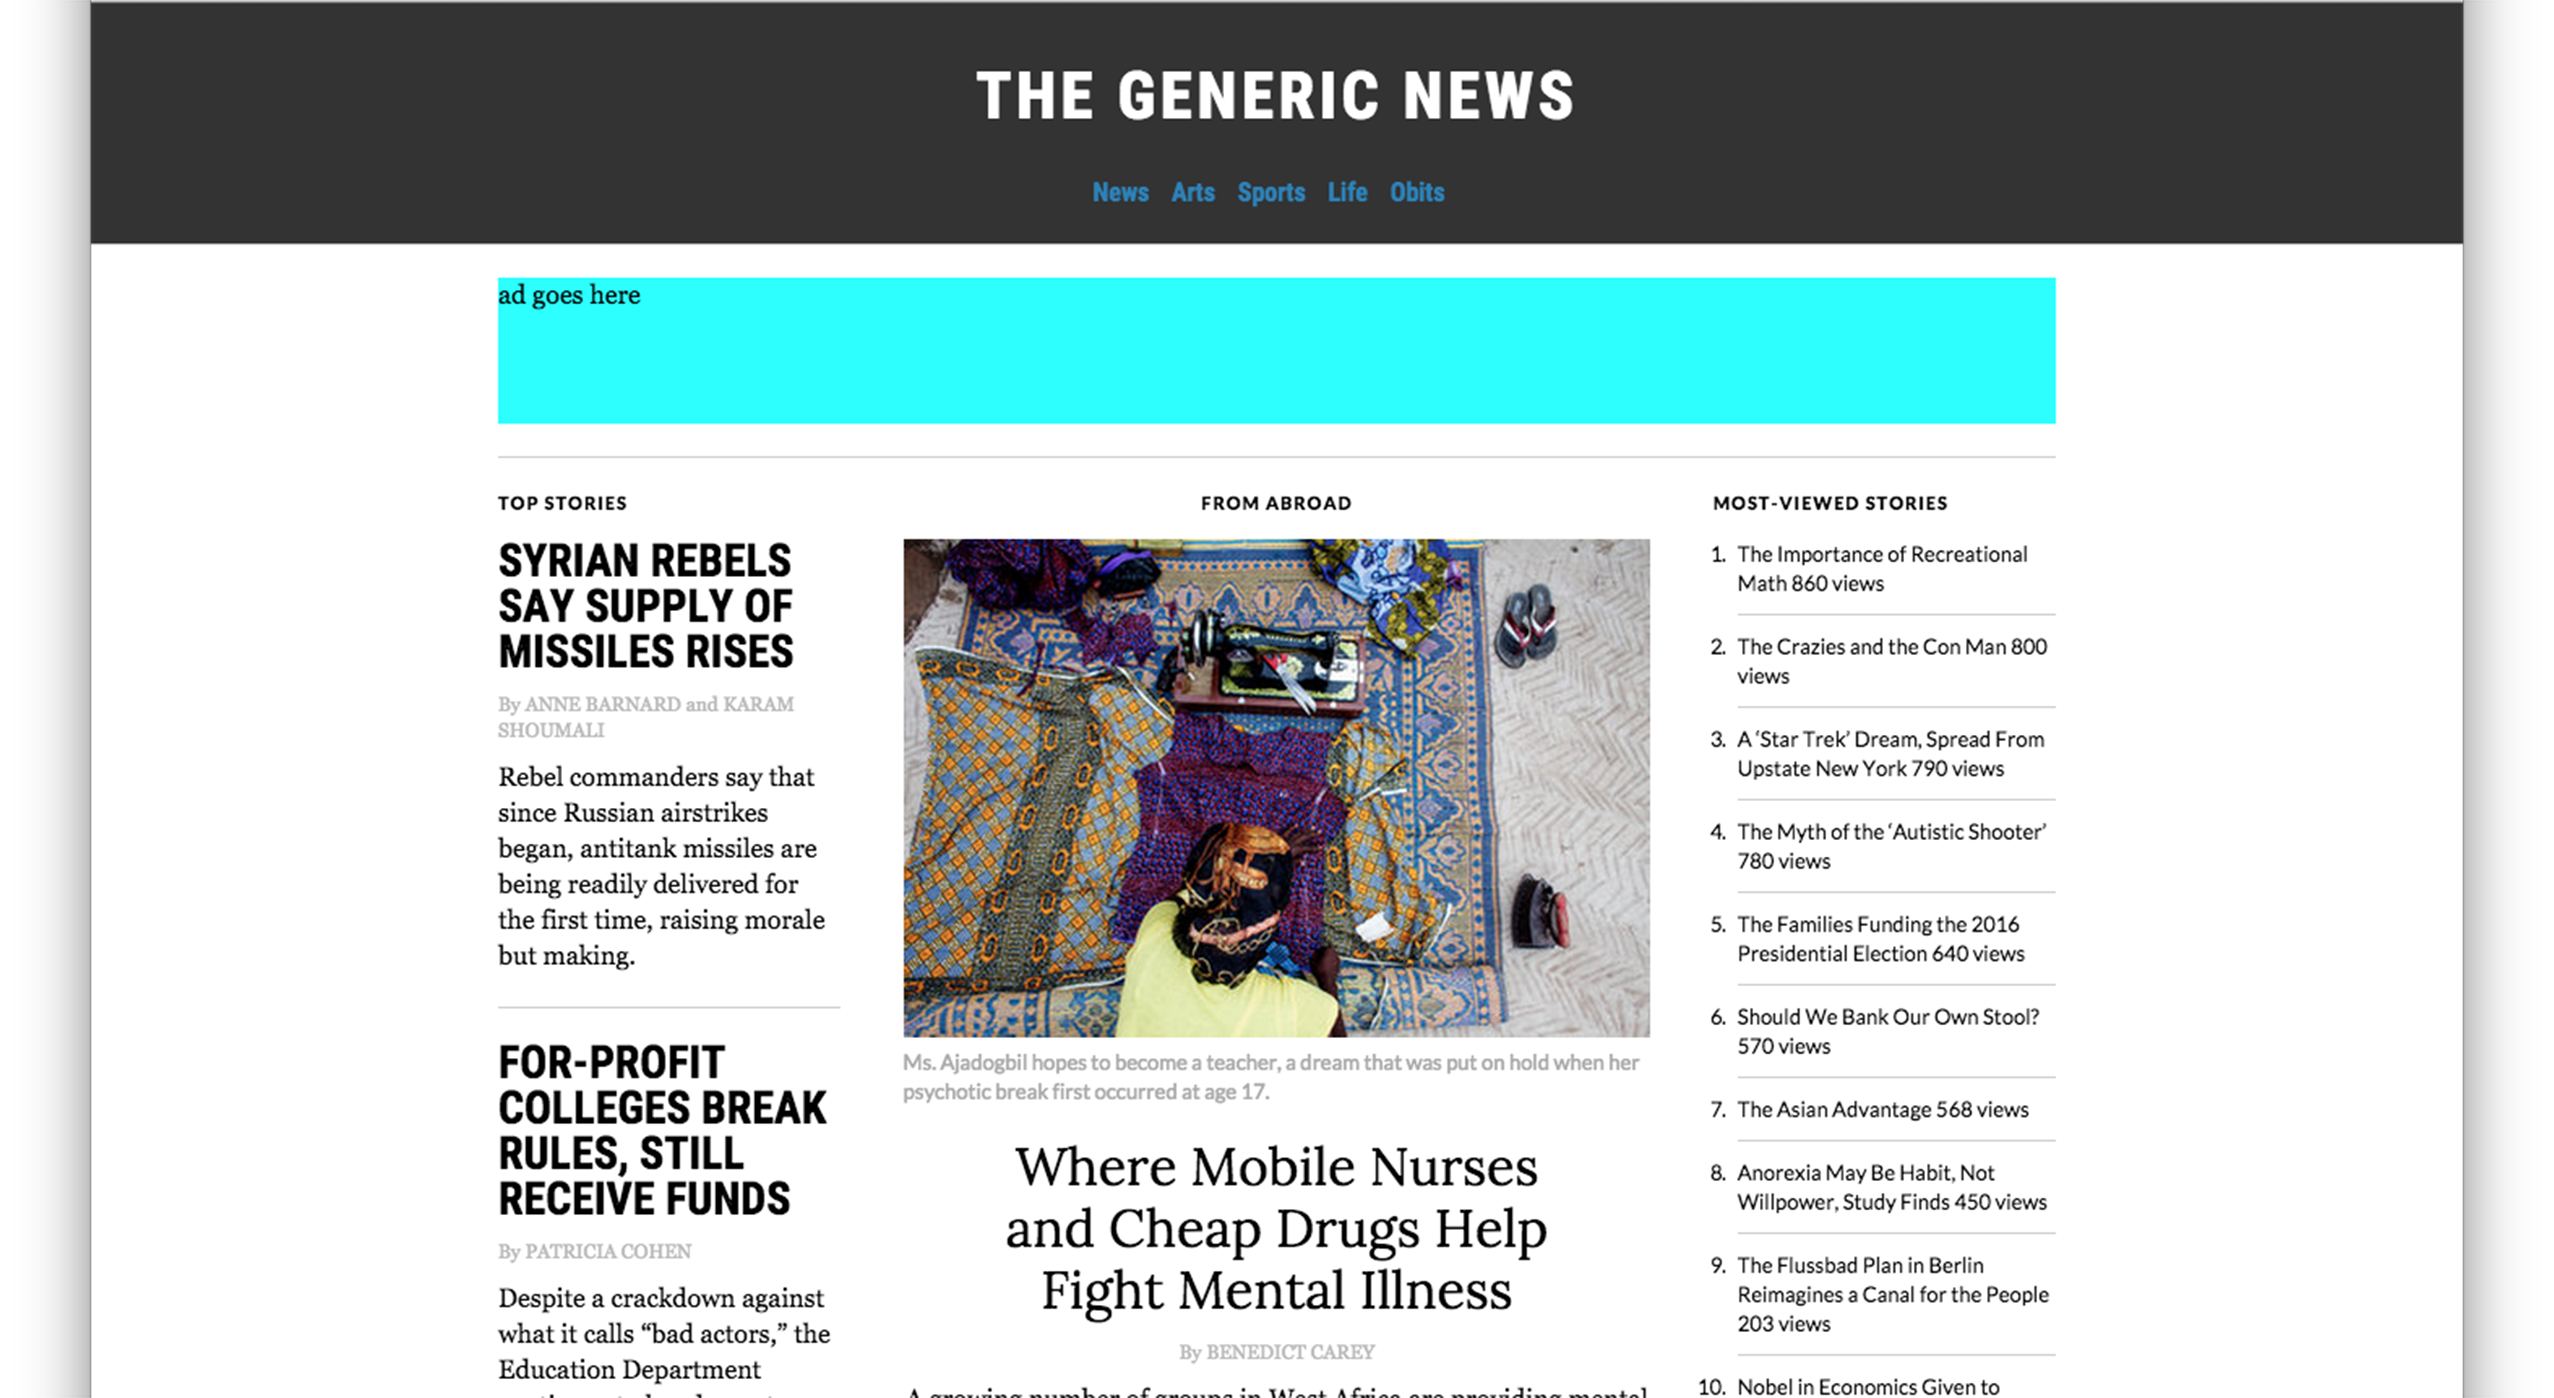 THE GENERIC NEWS
News Arts Sports Life Obits
ad goes here
TOP STORIES
SYRIAN REBELS
SAY SUPPLY OF
MISSILES RISES
By ANNE BARNARD and KARAM
SHOUMALI
Rebel commanders say that
since Russian airstrikes
began, antitank missiles are
being readily delivered for
the first time, raising morale
but making.
FOR-PROFIT
COLLEGES BREAK
RULES, STILL
RECEIVE FUNDS
By PATRICIA COHEN
Despite a crackdown against
what it calls “bad actors,” the
Education Department
FROM ABROAD
Ms. Ajadogbil hopes to become a teacher, a dream that was put on hold when her
psychotic break first occurred at age 17.
Where Mobile Nurses
and Cheap Drugs Help
Fight Mental Illness
By BENEDICT CAREY
A growing number of groups in West Africa are providing mental
MOST-VIEWED STORIES
1. The Importance of Recreational
Math 860 views
2. The Crazies and the Con Man 800
views
3. A ‘Star Trek’ Dream, Spread From
Upstate New York 790 views
4. The Myth of the ‘Autistic Shooter’
780 views
5. The Families Funding the 2016
Presidential Election 640 views
6. Should We Bank Our Own Stool?
570 views
7. The Asian Advantage 568 views
8. Anorexia May Be Habit, Not
Willpower, Study Finds 450 views
9. The Flussbad Plan in Berlin
Reimagines a Canal for the People
203 views
10. Nobel in Economics Given to